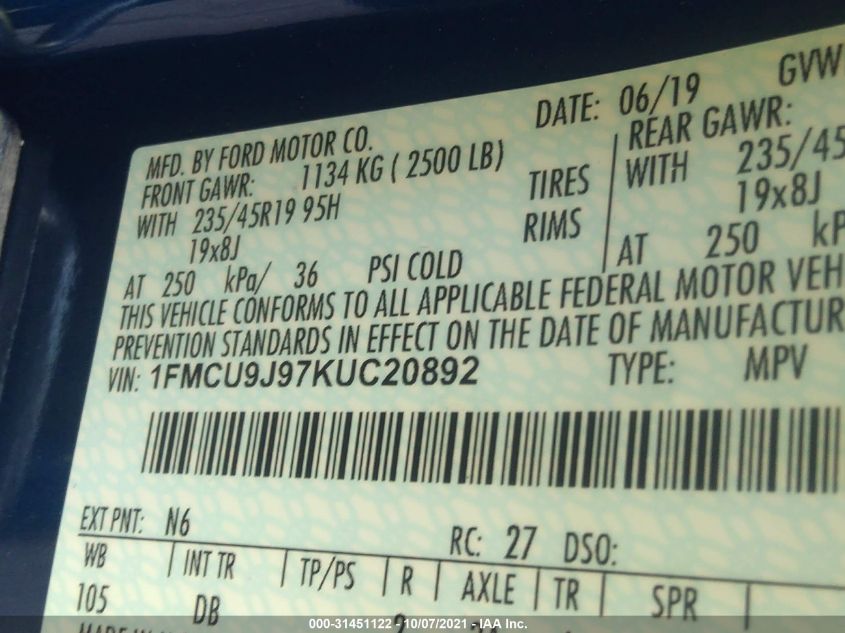 MFD. BY FORD MOTOR CO. DATE: 06/19 GVW
FRONT GAWR: 1134 KG ( 2500 LB) REAR GAWR:
WITH 235/45R19 95H TIRES WITH 235/45
19x8J RIMS 19x8J
AT 250 kPa/ 36 PSI COLD AT 250 kP
THIS VEHICLE CONFORMS TO ALL APPLICABLE FEDERAL MOTOR VEH
PREVENTION STANDARDS IN EFFECT ON THE DATE OF MANUFACTUR
VIN: 1FMCU9J97KUC20892 TYPE: MPV
EXT PNT: N6 RC: 27 DSO:
WB INT TR TP/PS R AXLE TR SPR
105 DB
000-31451122 - 10/07/2021 - IAA Inc.